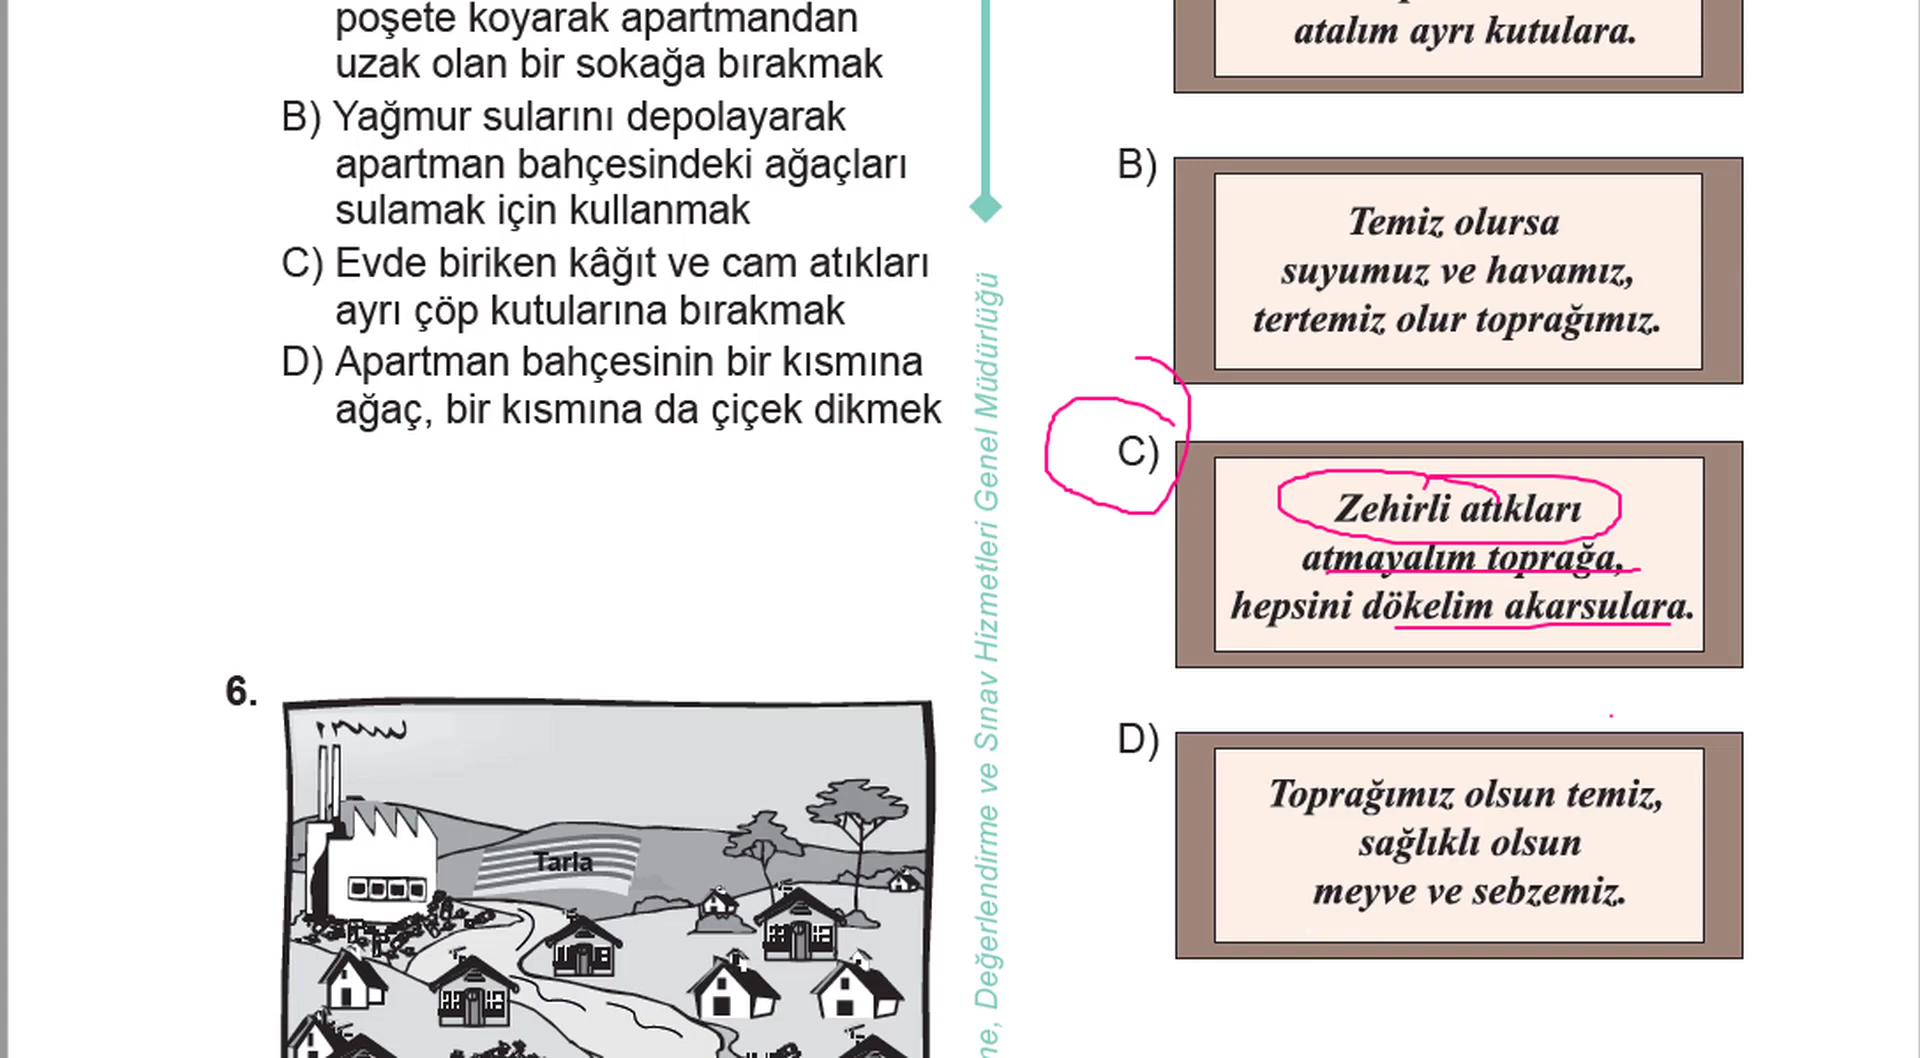 poşete koyarak apartmandan
uzak olan bir sokağa bırakmak
B) Yağmur sularını depolayarak
apartman bahçesindeki ağaçları
sulamak için kullanmak
C) Evde biriken kâğıt ve cam atıkları
ayrı çöp kutularına bırakmak
D) Apartman bahçesinin bir kısmına
ağaç, bir kısmına da çiçek dikmek
6.
Tarla
Değerlendirme ve Sınav Hizmetleri Genel Müdürlüğü
atalım ayrı kutulara.
B)
Temiz olursa
suyumuz ve havamız,
tertemiz olur toprağımız.
C)
Zehirli atıkları
atmayalım toprağa,
hepsini dökelim akarsulara.
D)
Toprağımız olsun temiz,
sağlıklı olsun
meyve ve sebzemiz.